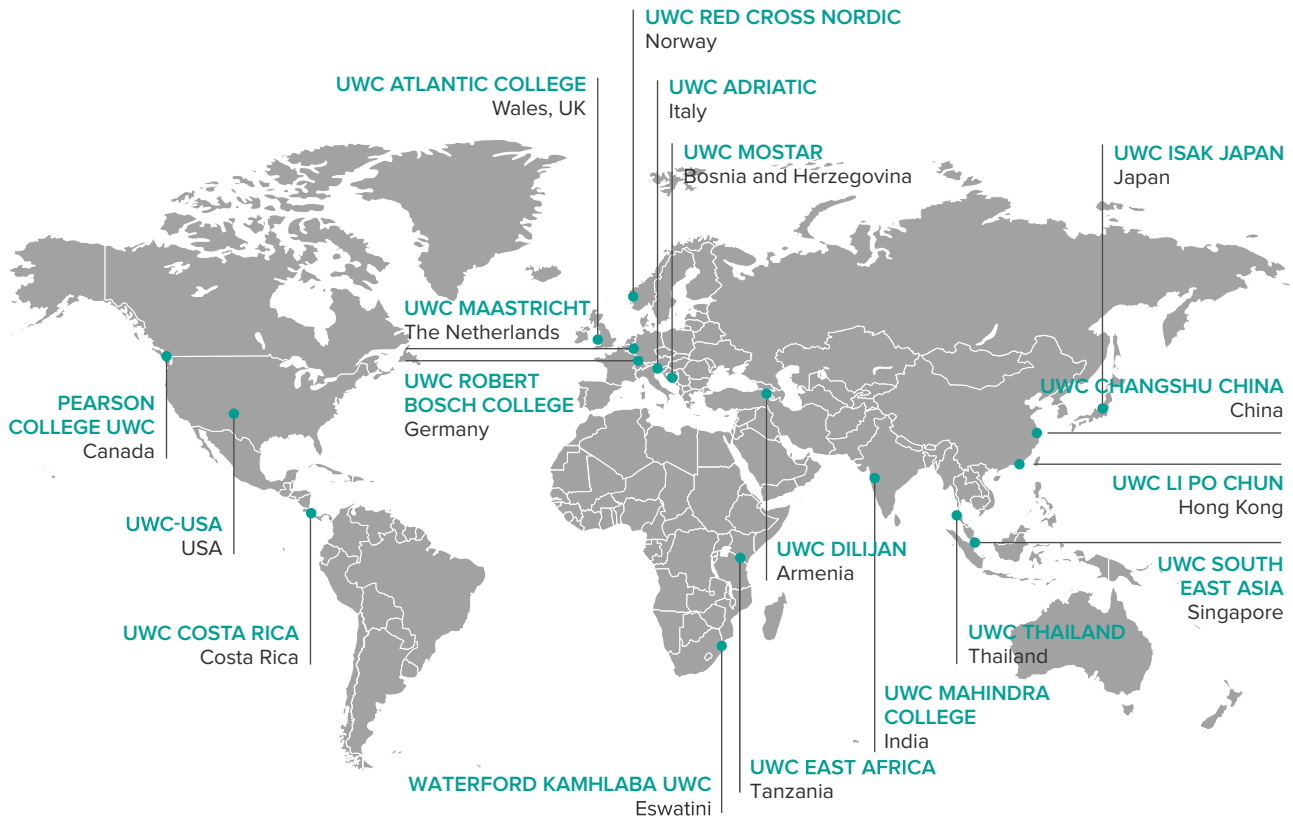 UWC RED CROSS NORDIC
Norway
UWC ATLANTIC COLLEGE
Wales, UK
UWC ADRIATIC
Italy
UWC MOSTAR
Bosnia and Herzegovina
UWC ISAK JAPAN
Japan
UWC MAASTRICHT
The Netherlands
UWC ROBERT
BOSCH COLLEGE
Germany
UWC CHANGSHU CHINA
China
PEARSON
COLLEGE UWC
Canada
UWC LI PO CHUN
Hong Kong
UWC-USA
USA
UWC DILIJAN
Armenia
UWC SOUTH
EAST ASIA
Singapore
UWC COSTA RICA
Costa Rica
UWC THAILAND
Thailand
UWC MAHINDRA
COLLEGE
India
UWC EAST AFRICA
Tanzania
WATERFORD KAMHLABA UWC
Eswatini